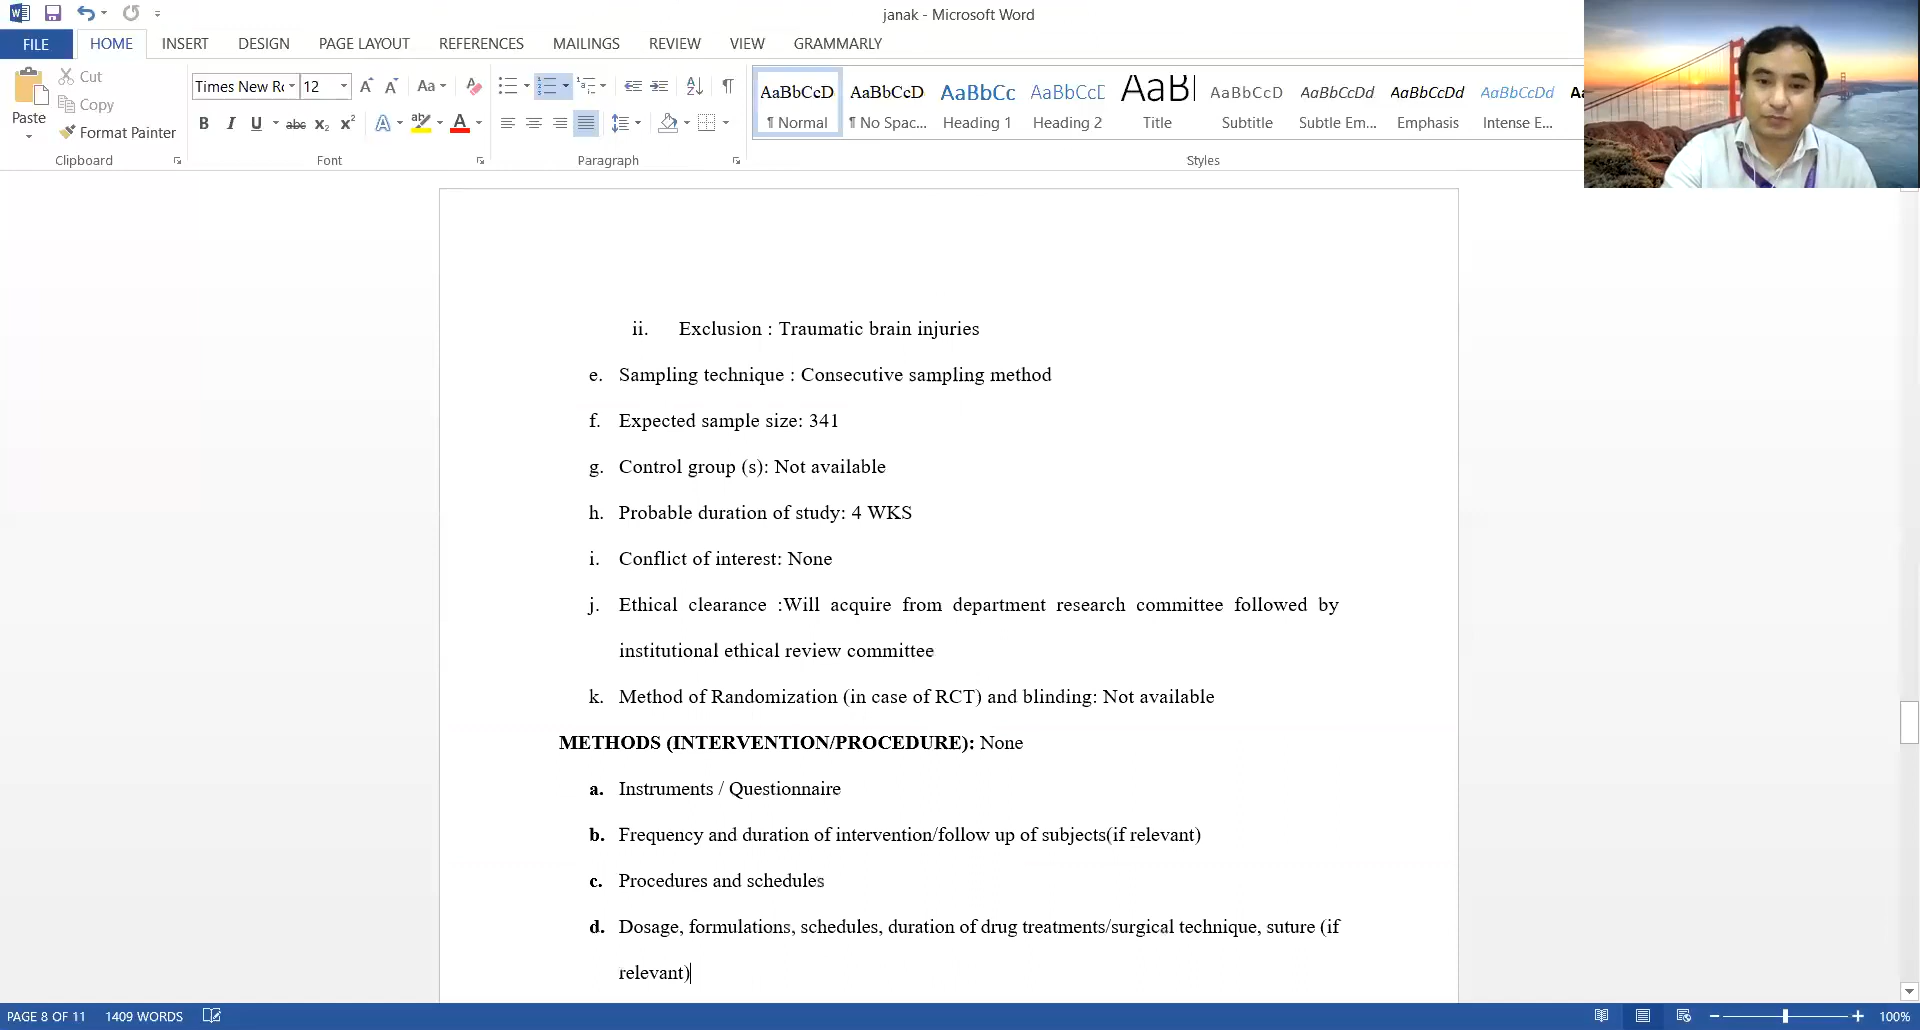 janak - Microsoft Word
FILE HOME INSERT DESIGN PAGE LAYOUT REFERENCES MAILINGS REVIEW VIEW GRAMMARLY
Paste
Cut
Copy
Format Painter
Clipboard
Times New Rc 12
Font
Paragraph
AaBbCcD AaBbCcD AaBbCc AaBbCcD AaBl AaBbCcD AaBbCcDd AaBbCcDd AaBbCcDd
¶ Normal ¶ No Spac... Heading 1 Heading 2 Title Subtitle Subtle Em... Emphasis Intense E...
Styles
ii. Exclusion : Traumatic brain injuries
e. Sampling technique : Consecutive sampling method
f. Expected sample size: 341
g. Control group (s): Not available
h. Probable duration of study: 4 WKS
i. Conflict of interest: None
j. Ethical clearance :Will acquire from department research committee followed by
institutional ethical review committee
k. Method of Randomization (in case of RCT) and blinding: Not available
METHODS (INTERVENTION/PROCEDURE): None
a. Instruments / Questionnaire
b. Frequency and duration of intervention/follow up of subjects(if relevant)
c. Procedures and schedules
d. Dosage, formulations, schedules, duration of drug treatments/surgical technique, suture (if
relevant)
PAGE 8 OF 11 1409 WORDS 100%